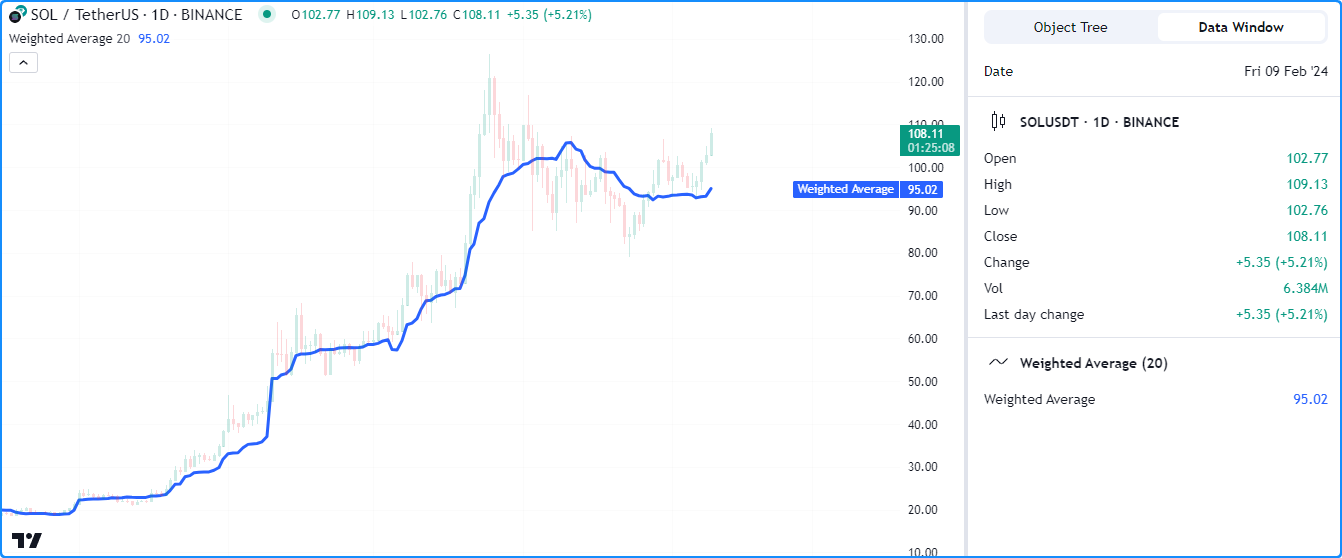 SOL / TetherUS · 1D · BINANCE O102.77 H109.13 L102.76 C108.11 +5.35 (+5.21%)
Weighted Average 20 95.02
130.00
120.00
110.00
108.11
01:25:08
100.00
Weighted Average 95.02
90.00
80.00
70.00
60.00
50.00
40.00
30.00
20.00
10.00
Object Tree Data Window
Date Fri 09 Feb '24
SOLUSDT · 1D · BINANCE
Open 102.77
High 109.13
Low 102.76
Close 108.11
Change +5.35 (+5.21%)
Vol 6.384M
Last day change +5.35 (+5.21%)
Weighted Average (20)
Weighted Average 95.02